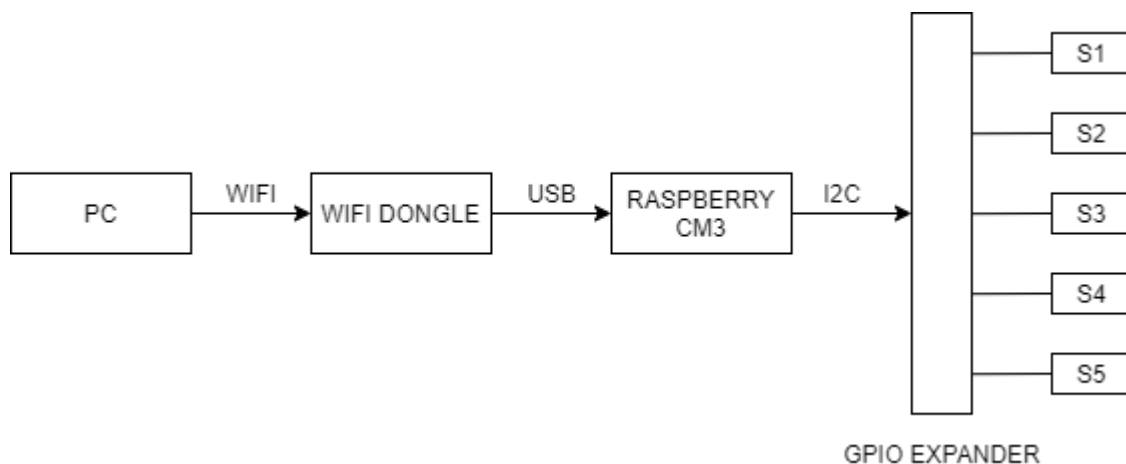 PC
WIFI
WIFI DONGLE
USB
RASPBERRY
CM3
I2C
S1
S2
S3
S4
S5
GPIO EXPANDER